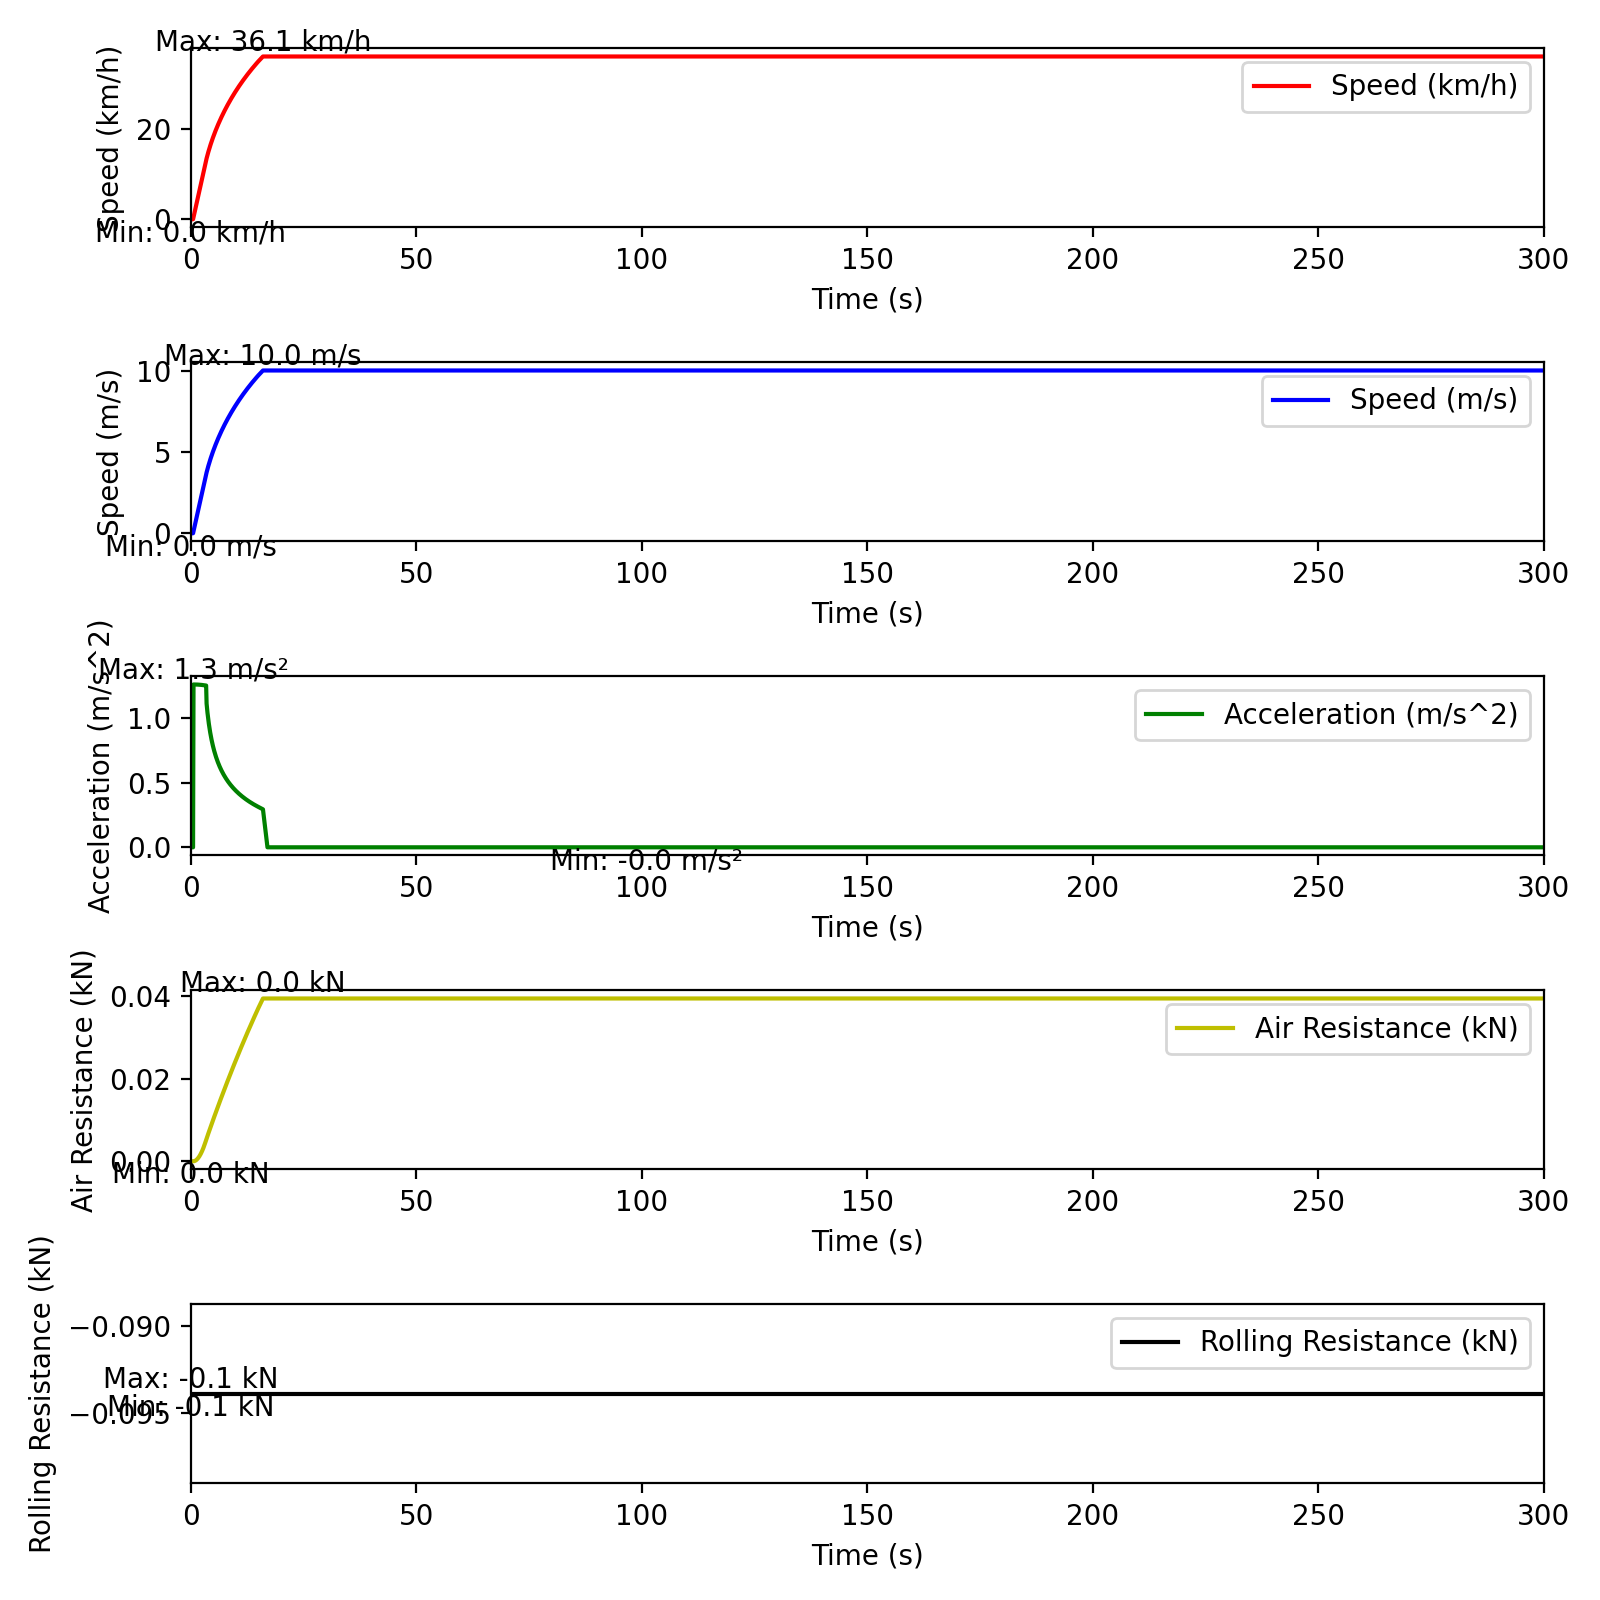 Max: 36.1 km/h
Speed (km/h)
20
0
Min: 0.0 km/h
Speed (km/h)
0 50 100 150 200 250 300
Time (s)
Max: 10.0 m/s
Speed (m/s)
10
5
0
Min: 0.0 m/s
Speed (m/s)
0 50 100 150 200 250 300
Time (s)
Max: 1.3 m/s²
Acceleration (m/s^2)
1.0
0.5
0.0
Min: -0.0 m/s²
Acceleration (m/s^2)
0 50 100 150 200 250 300
Time (s)
Max: 0.0 kN
Air Resistance (kN)
0.04
0.02
0.00
Min: 0.0 kN
Air Resistance (kN)
0 50 100 150 200 250 300
Time (s)
Rolling Resistance (kN)
−0.090
Max: -0.1 kN
Min: -0.1 kN
−0.095
Rolling Resistance (kN)
0 50 100 150 200 250 300
Time (s)